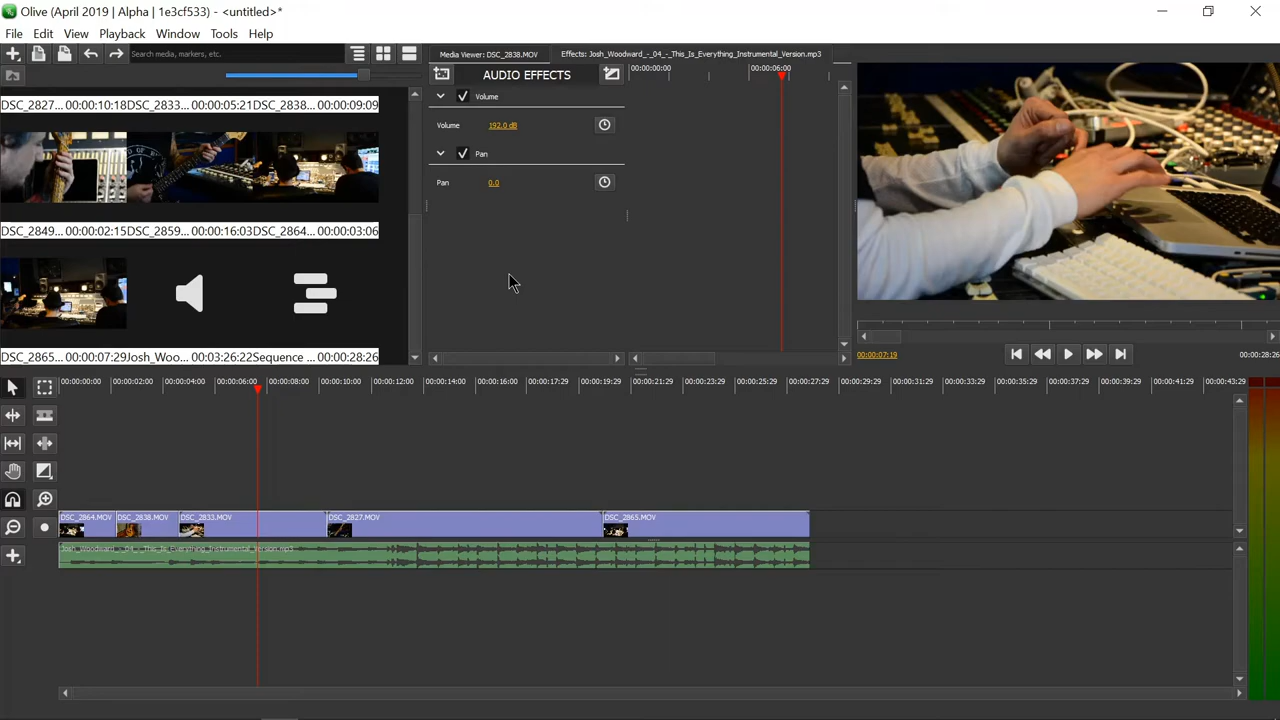 Olive (April 2019 | Alpha | 1e3cf533) - <untitled>*
File Edit View Playback Window Tools Help
Search media, markers, etc.
Media Viewer: DSC_2838.MOV
Effects: Josh_Woodward_-_04_-_This_Is_Everything_Instrumental_Version.mp3
AUDIO EFFECTS
00:00:00:00
00:00:06:00
DSC_2827... 00:00:10:18
DSC_2833... 00:00:05:21
DSC_2838... 00:00:09:09
Volume
Volume 192.0 dB
Pan
Pan 0.0
DSC_2849... 00:00:02:15
DSC_2859... 00:00:16:03
DSC_2864... 00:00:03:06
DSC_2865... 00:00:07:29
Josh_Woo... 00:03:26:22
Sequence ... 00:00:28:26
00:00:07:19
00:00:28:26
00:00:00:00 00:00:02:00 00:00:04:00 00:00:06:00 00:00:08:00 00:00:10:00 00:00:12:00 00:00:14:00 00:00:16:00 00:00:17:29 00:00:19:29 00:00:21:29 00:00:23:29 00:00:25:29 00:00:27:29 00:00:29:29 00:00:31:29 00:00:33:29 00:00:35:29 00:00:37:29 00:00:39:29 00:00:41:29 00:00:43:29
DSC_2864.MOV DSC_2838.MOV DSC_2833.MOV DSC_2827.MOV DSC_2865.MOV
Josh_Woodward_-_04_-_This_Is_Everything_Instrumental_Version.mp3